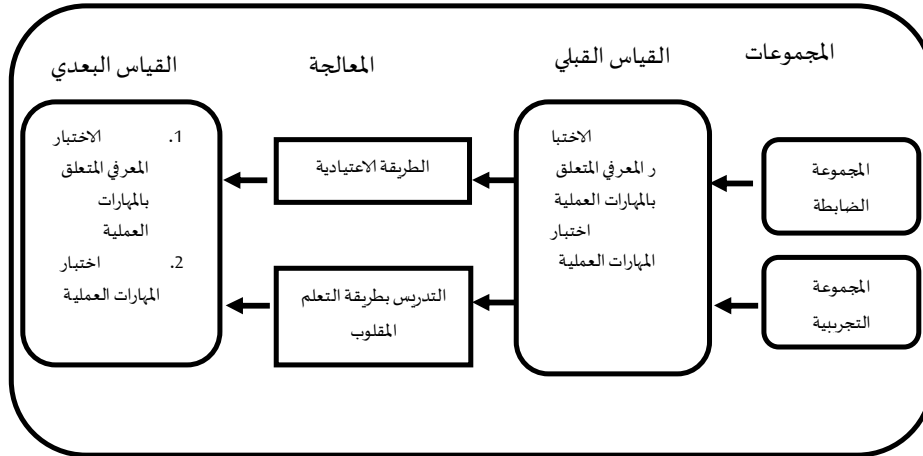 المجموعات
القياس القبلي
المعالجة
القياس البعدي
المجموعة
الضابطة
المجموعة
التجريبية
الاختبا
ر المعرفي المتعلق
بالمهارات العملية
اختبار
المهارات العملية
الطريقة الاعتيادية
التدريس بطريقة التعلم
المقلوب
1. الاختبار
المعرفي المتعلق
بالمهارات
العملية
2. اختبار
المهارات العملية